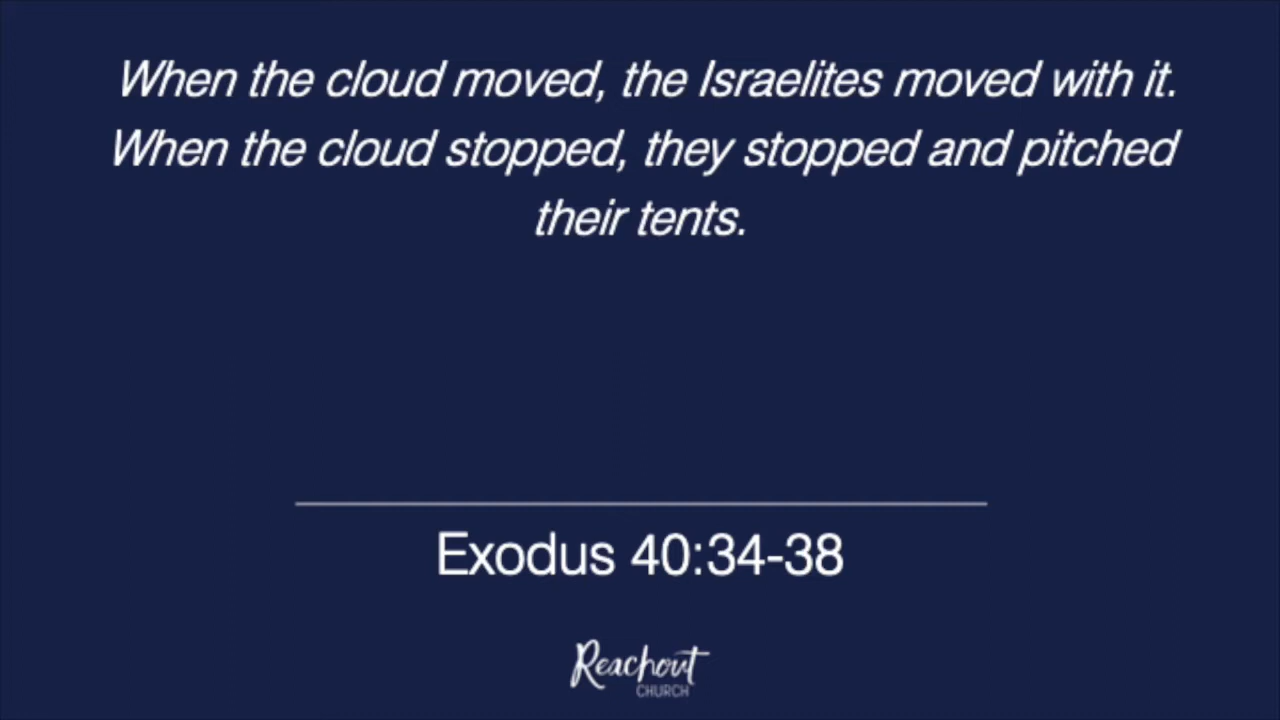 When the cloud moved, the Israelites moved with it.
When the cloud stopped, they stopped and pitched
their tents.
Exodus 40:34-38
Reachout
CHURCH